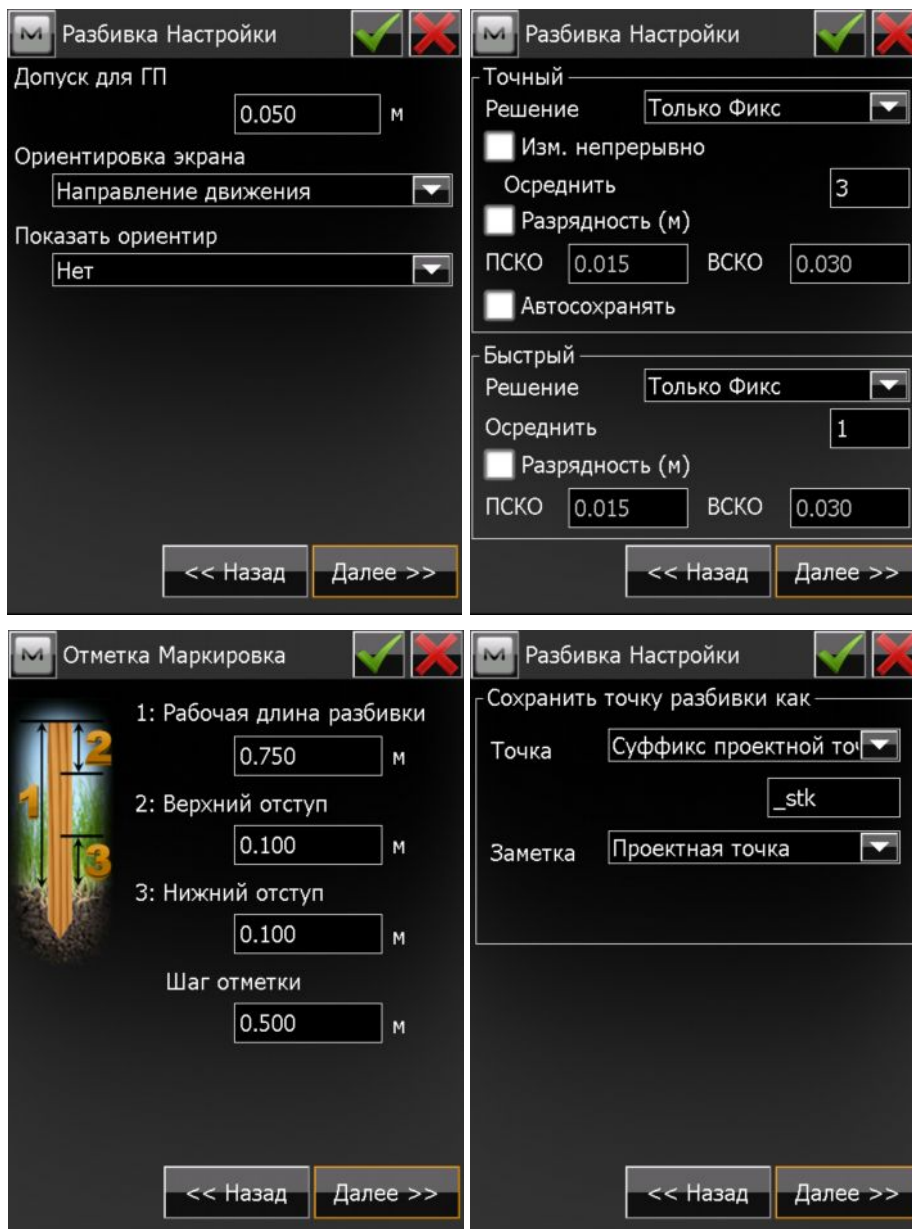 Разбивка Настройки
Допуск для ГП
0.050 м
Ориентировка экрана
Направление движения
Показать ориентир
Нет
<< Назад Далее >>
Разбивка Настройки
Точный
Решение Только Фикс
Изм. непрерывно
Осреднить 3
Разрядность (м)
ПСКО 0.015 ВСКО 0.030
Автосохранять
Быстрый
Решение Только Фикс
Осреднить 1
Разрядность (м)
ПСКО 0.015 ВСКО 0.030
<< Назад Далее >>
Отметка Маркировка
1: Рабочая длина разбивки
0.750 м
2: Верхний отступ
0.100 м
3: Нижний отступ
0.100 м
Шаг отметки
0.500 м
1
2
3
<< Назад Далее >>
Разбивка Настройки
Сохранить точку разбивки как
Точка Суффикс проектной точ
_stk
Заметка Проектная точка
<< Назад Далее >>